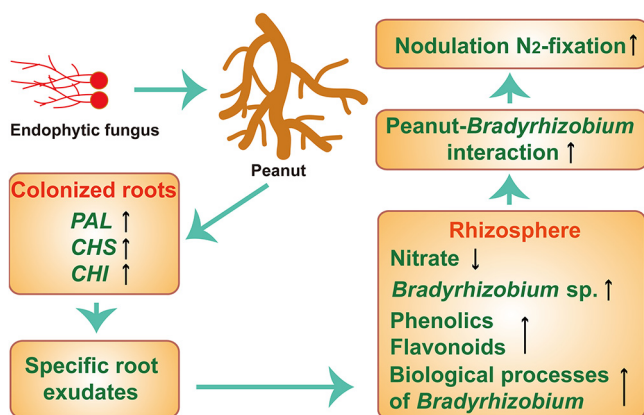 Endophytic fungus
Peanut
Colonized roots
PAL ↑
CHS ↑
CHI ↑
Specific root
exudates
Rhizosphere
Nitrate ↓
Bradyrhizobium sp. ↑
Phenolics
Flavonoids ↑
Biological processes
of Bradyrhizobium ↑
Peanut-Bradyrhizobium
interaction ↑
Nodulation N2-fixation ↑